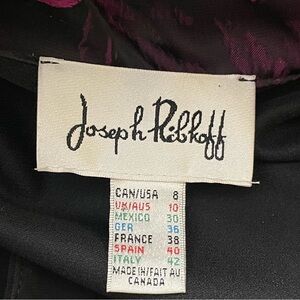 Joseph Ribkoff
CAN/USA 8
UK/AUS 10
MEXICO 30
GER 36
FRANCE 38
SPAIN 40
ITALY 42
MADE IN/FAIT AU
CANADA